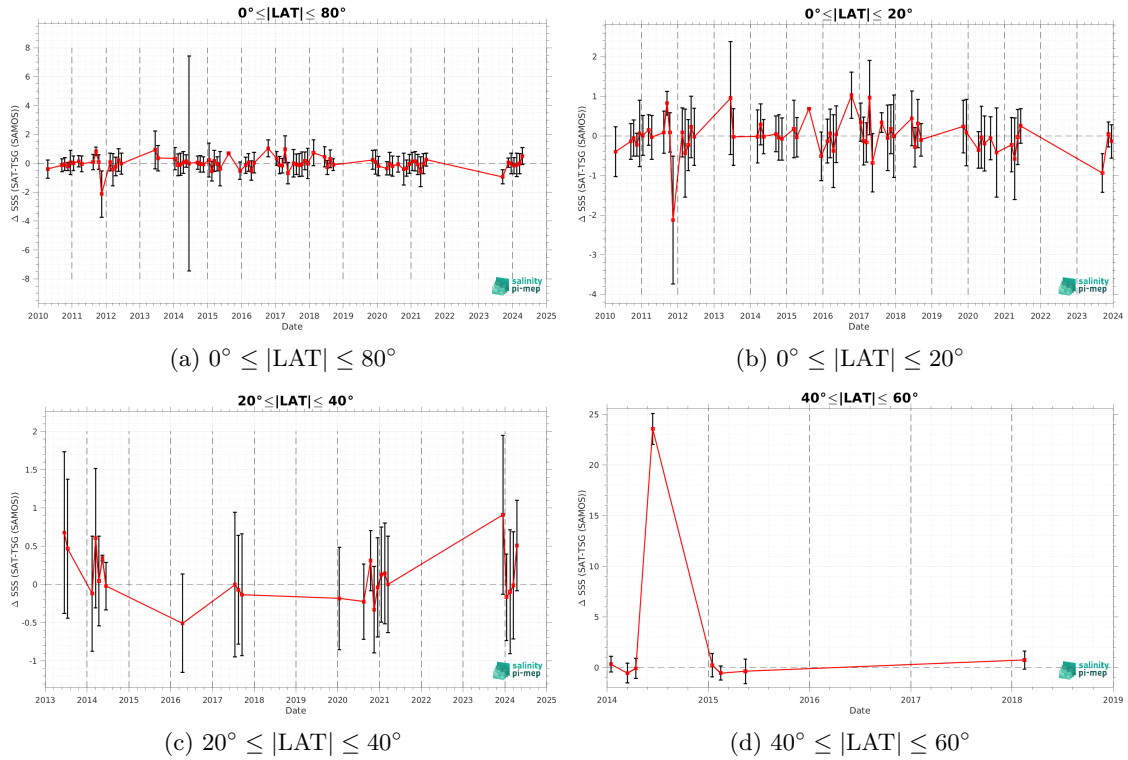 0°≤|LAT|≤ 80°
Δ SSS (SAT-TSG (SAMOS))
8
6
4
2
0
-2
-4
-6
-8
2010 2011 2012 2013 2014 2015 2016 2017 2018 2019 2020 2021 2022 2023 2024 2025
Date
salinity
pi-mep
(a) 0° ≤ |LAT| ≤ 80°
0°≤|LAT|≤ 20°
Δ SSS (SAT-TSG (SAMOS))
2
1
0
-1
-2
-3
-4
2010 2011 2012 2013 2014 2015 2016 2017 2018 2019 2020 2021 2022 2023 2024
Date
salinity
pi-mep
(b) 0° ≤ |LAT| ≤ 20°
20°≤|LAT|≤ 40°
Δ SSS (SAT-TSG (SAMOS))
2
1.5
1
0.5
0
-0.5
-1
2013 2014 2015 2016 2017 2018 2019 2020 2021 2022 2023 2024 2025
Date
salinity
pi-mep
(c) 20° ≤ |LAT| ≤ 40°
40°≤|LAT|≤ 60°
Δ SSS (SAT-TSG (SAMOS))
25
20
15
10
5
0
2014 2015 2016 2017 2018 2019
Date
salinity
pi-mep
(d) 40° ≤ |LAT| ≤ 60°